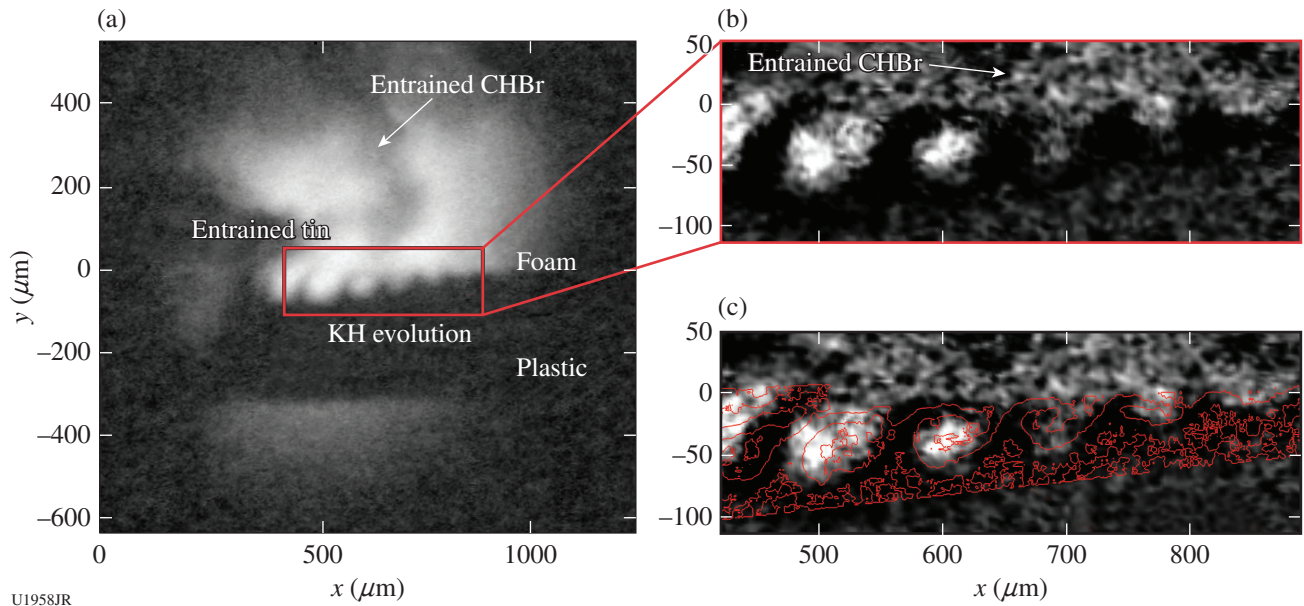 (a)
Entrained CHBr
Entrained tin
Foam
KH evolution
Plastic
400
200
0
–200
–400
–600
y (μm)
0
500
1000
x (μm)
(b)
Entrained CHBr
50
0
–50
–100
(c)
50
0
–50
–100
500
600
700
800
x (μm)
U1958JR